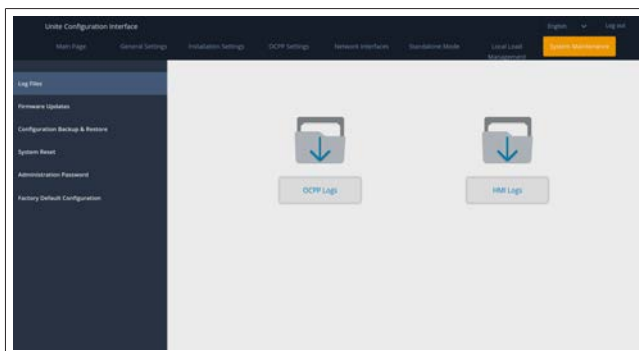 Unite Configuration Interface
English
Log out
Main Page
General Settings
Installation Settings
OCPP Settings
Network Interfaces
Standalone Mode
Local Load
Management
System Maintenance
Log Files
Firmware Updates
Configuration Backup & Restore
System Reset
Administration Password
Factory Default Configuration
OCPP Logs
HMI Logs